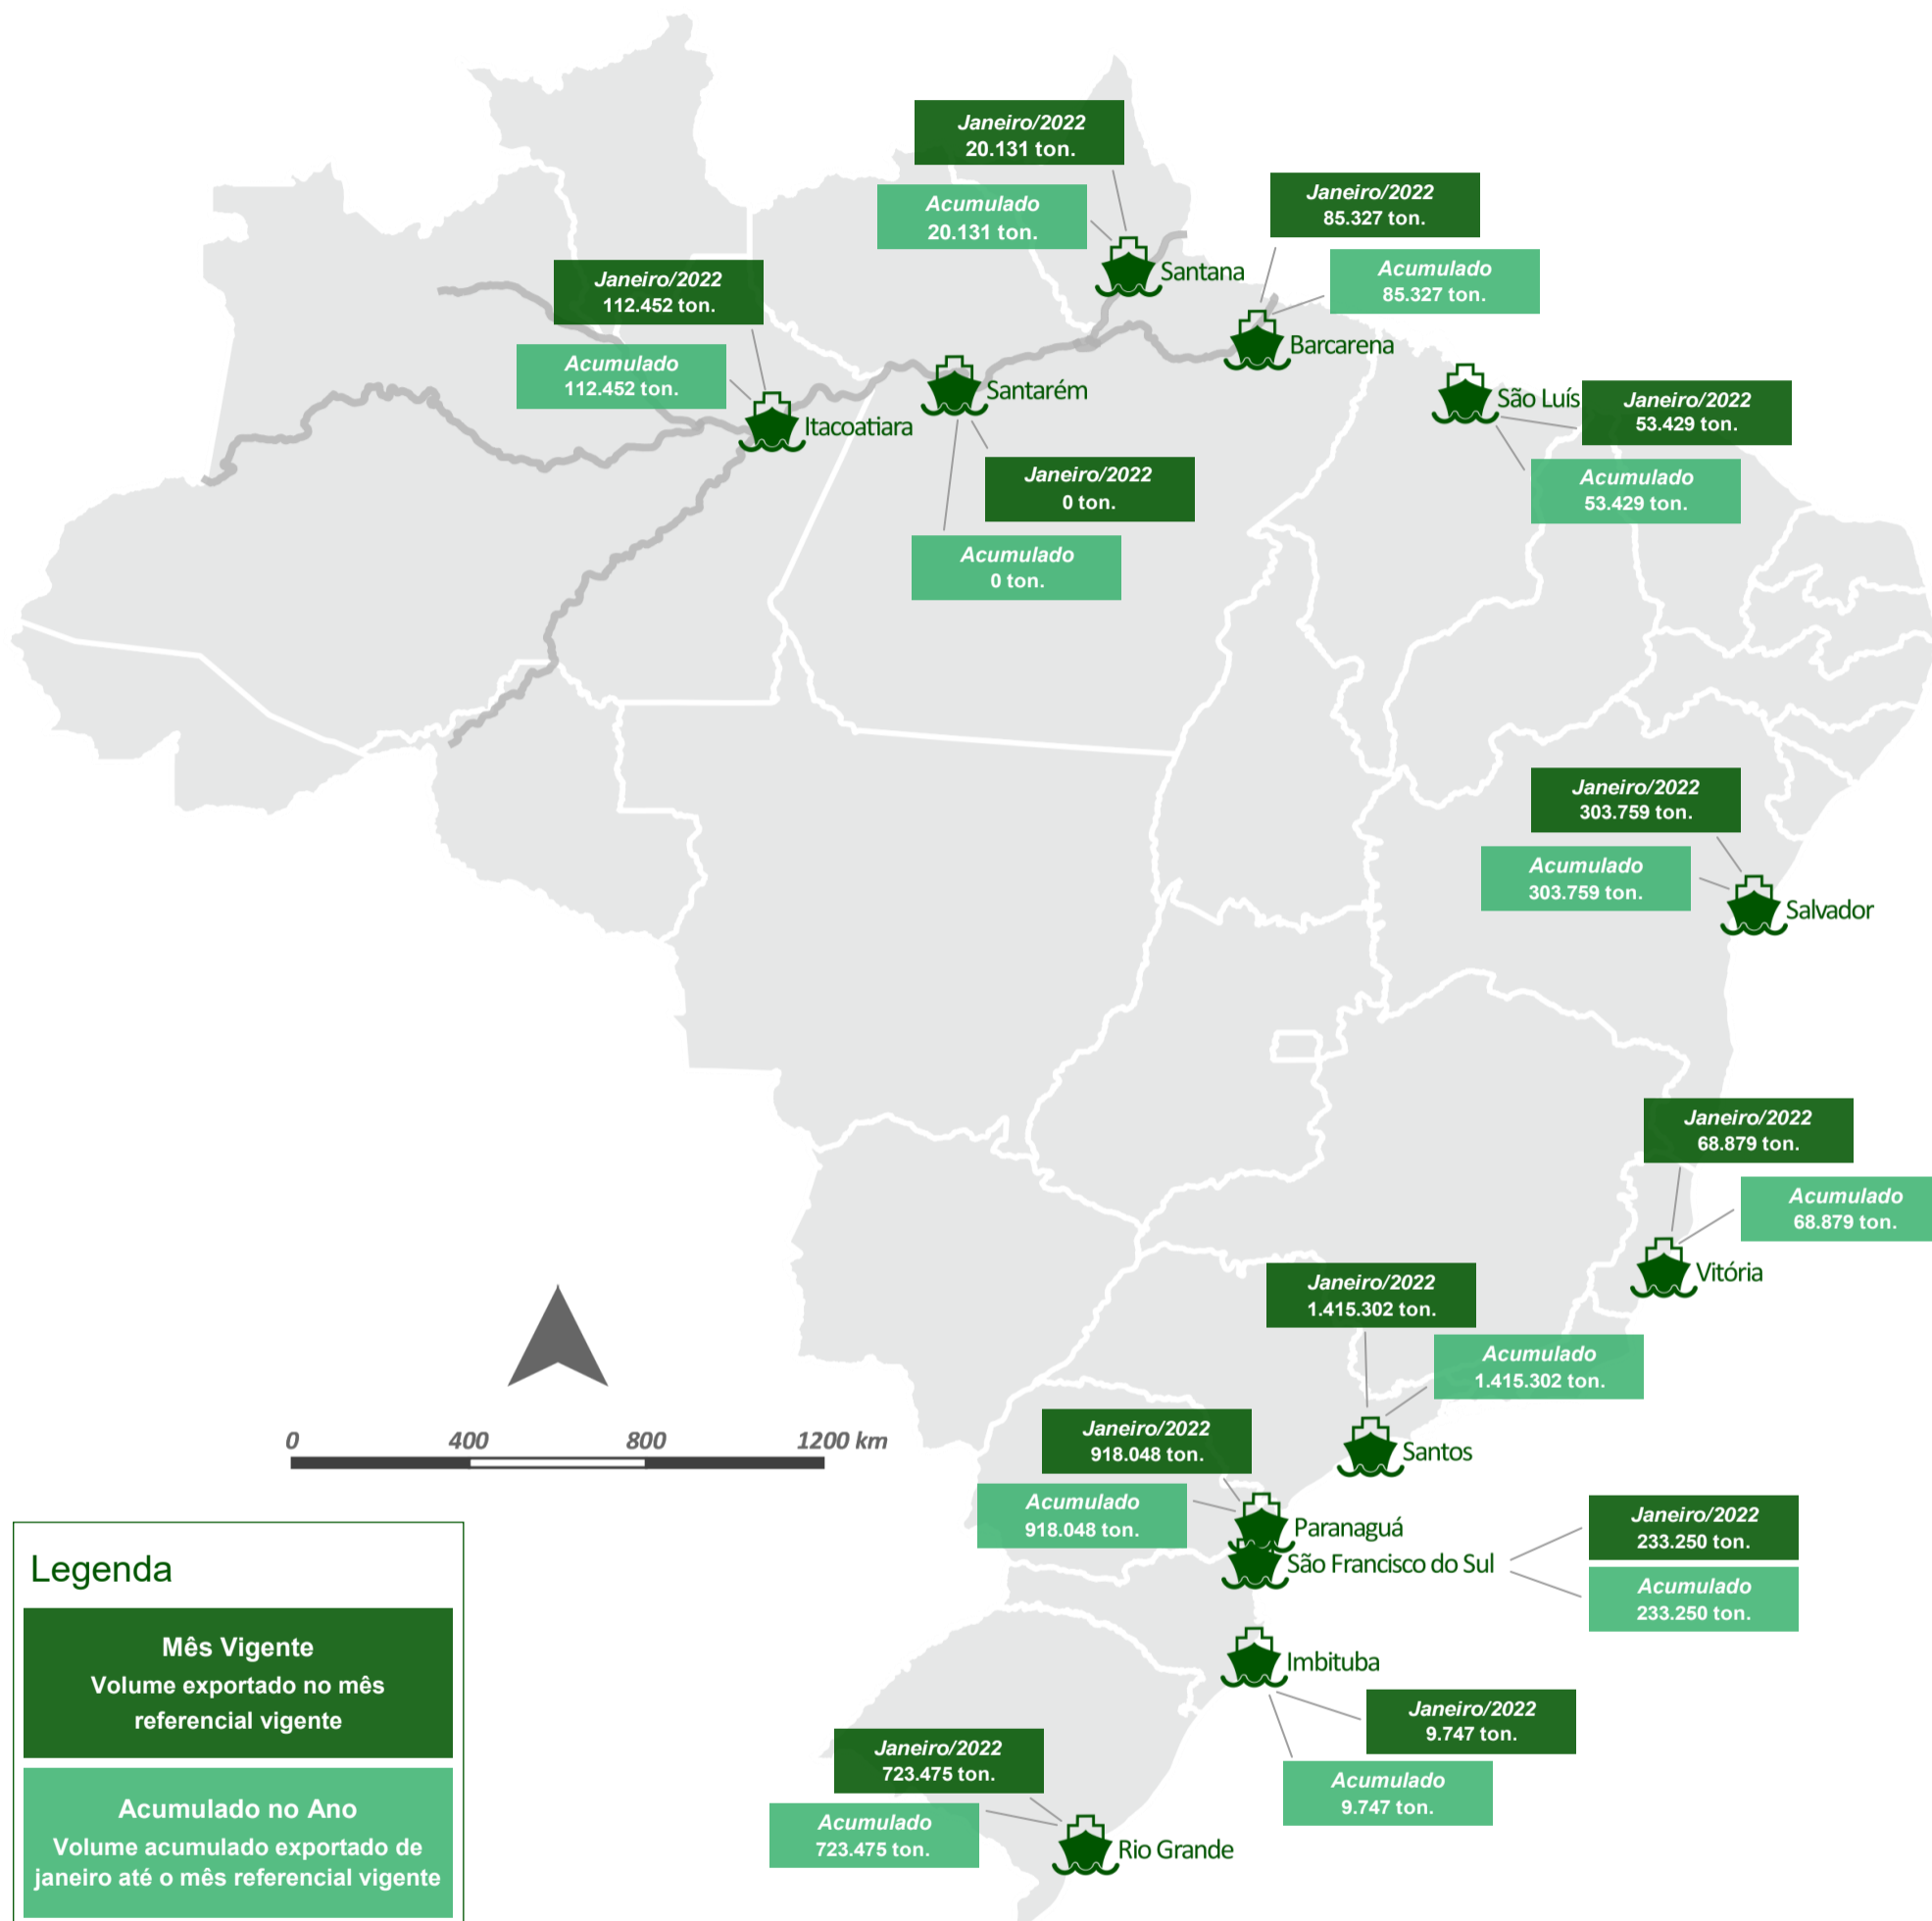 Janeiro/2022
20.131 ton.
Acumulado
20.131 ton.
Santana
Janeiro/2022
85.327 ton.
Acumulado
85.327 ton.
Barcarena
Janeiro/2022
112.452 ton.
Acumulado
112.452 ton.
Itacoatiara
Santarém
Janeiro/2022
0 ton.
Acumulado
0 ton.
São Luís
Janeiro/2022
53.429 ton.
Acumulado
53.429 ton.
Janeiro/2022
303.759 ton.
Acumulado
303.759 ton.
Salvador
Janeiro/2022
68.879 ton.
Acumulado
68.879 ton.
Vitória
Janeiro/2022
1.415.302 ton.
Acumulado
1.415.302 ton.
Santos
Janeiro/2022
918.048 ton.
Acumulado
918.048 ton.
Paranaguá
São Francisco do Sul
Janeiro/2022
233.250 ton.
Acumulado
233.250 ton.
Imbituba
Janeiro/2022
9.747 ton.
Acumulado
9.747 ton.
Janeiro/2022
723.475 ton.
Acumulado
723.475 ton.
Rio Grande
0 400 800 1200 km
Legenda
Mês Vigente
Volume exportado no mês
referencial vigente
Acumulado no Ano
Volume acumulado exportado de
janeiro até o mês referencial vigente